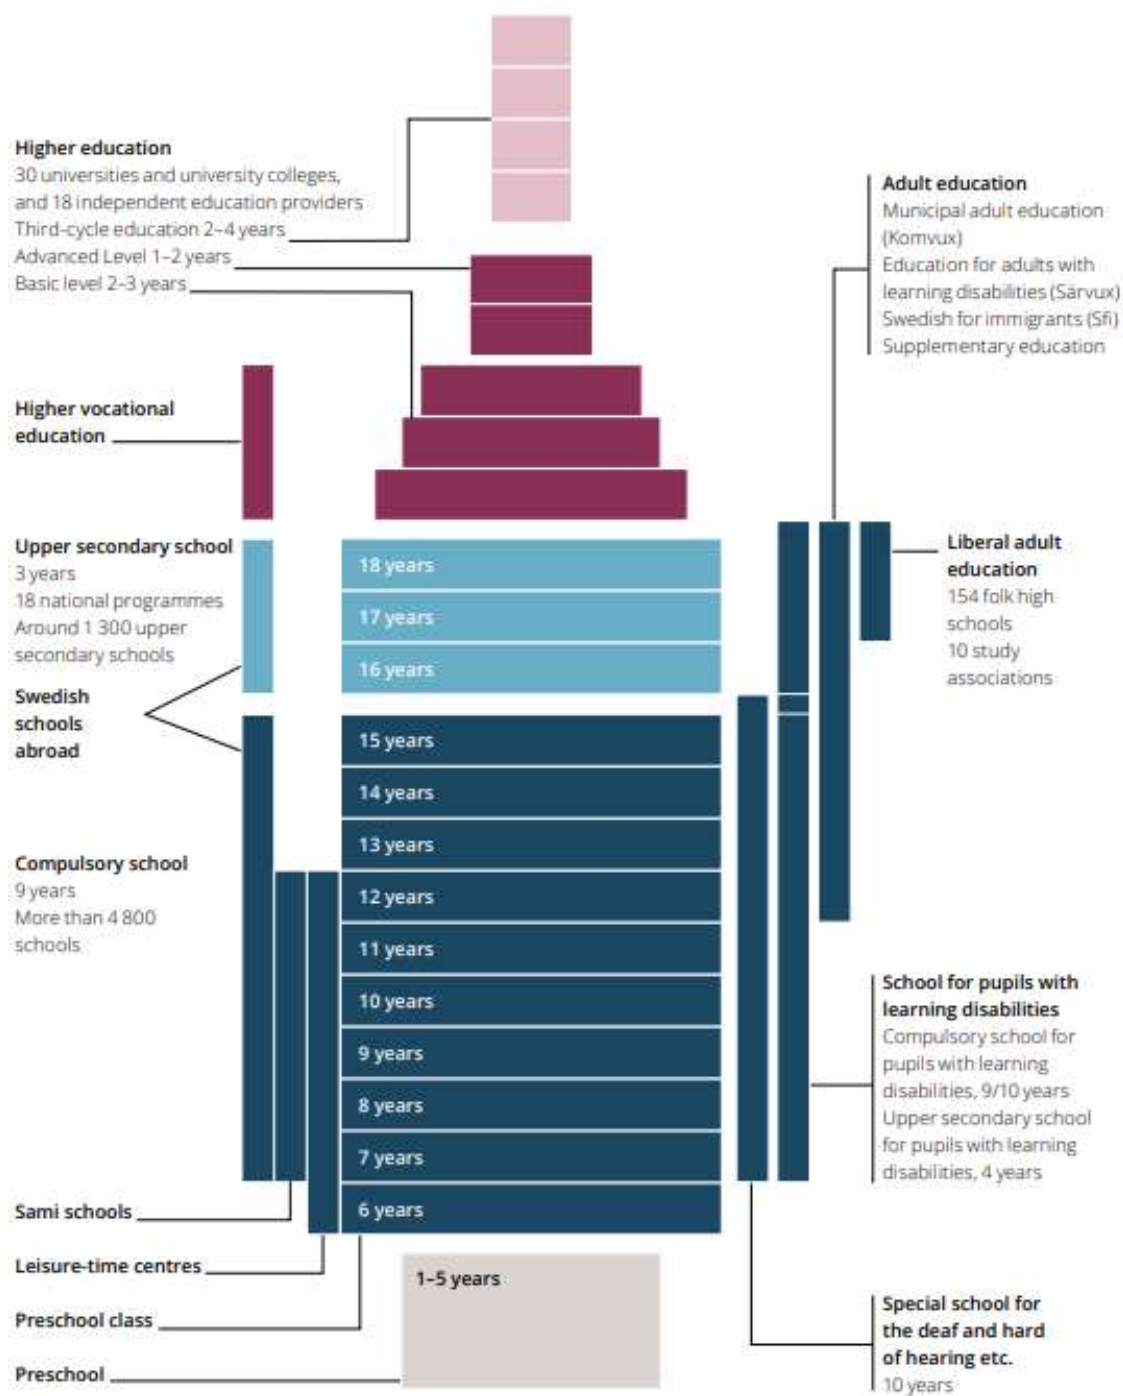 Higher education
30 universities and university colleges,
and 18 independent education providers
Third-cycle education 2–4 years
Advanced Level 1–2 years
Basic level 2–3 years
Adult education
Municipal adult education
(Komvux)
Education for adults with
learning disabilities (Särvux)
Swedish for immigrants (Sfi)
Supplementary education
Higher vocational
education
Upper secondary school
3 years
18 national programmes
Around 1 300 upper
secondary schools
18 years
17 years
16 years
Liberal adult
education
154 folk high
schools
10 study
associations
Swedish
schools
abroad
15 years
14 years
13 years
12 years
11 years
10 years
9 years
8 years
7 years
6 years
Compulsory school
9 years
More than 4 800
schools
School for pupils with
learning disabilities
Compulsory school for
pupils with learning
disabilities, 9/10 years
Upper secondary school
for pupils with learning
disabilities, 4 years
Sami schools
Leisure-time centres
Preschool class
Preschool
1–5 years
Special school for
the deaf and hard
of hearing etc.
10 years